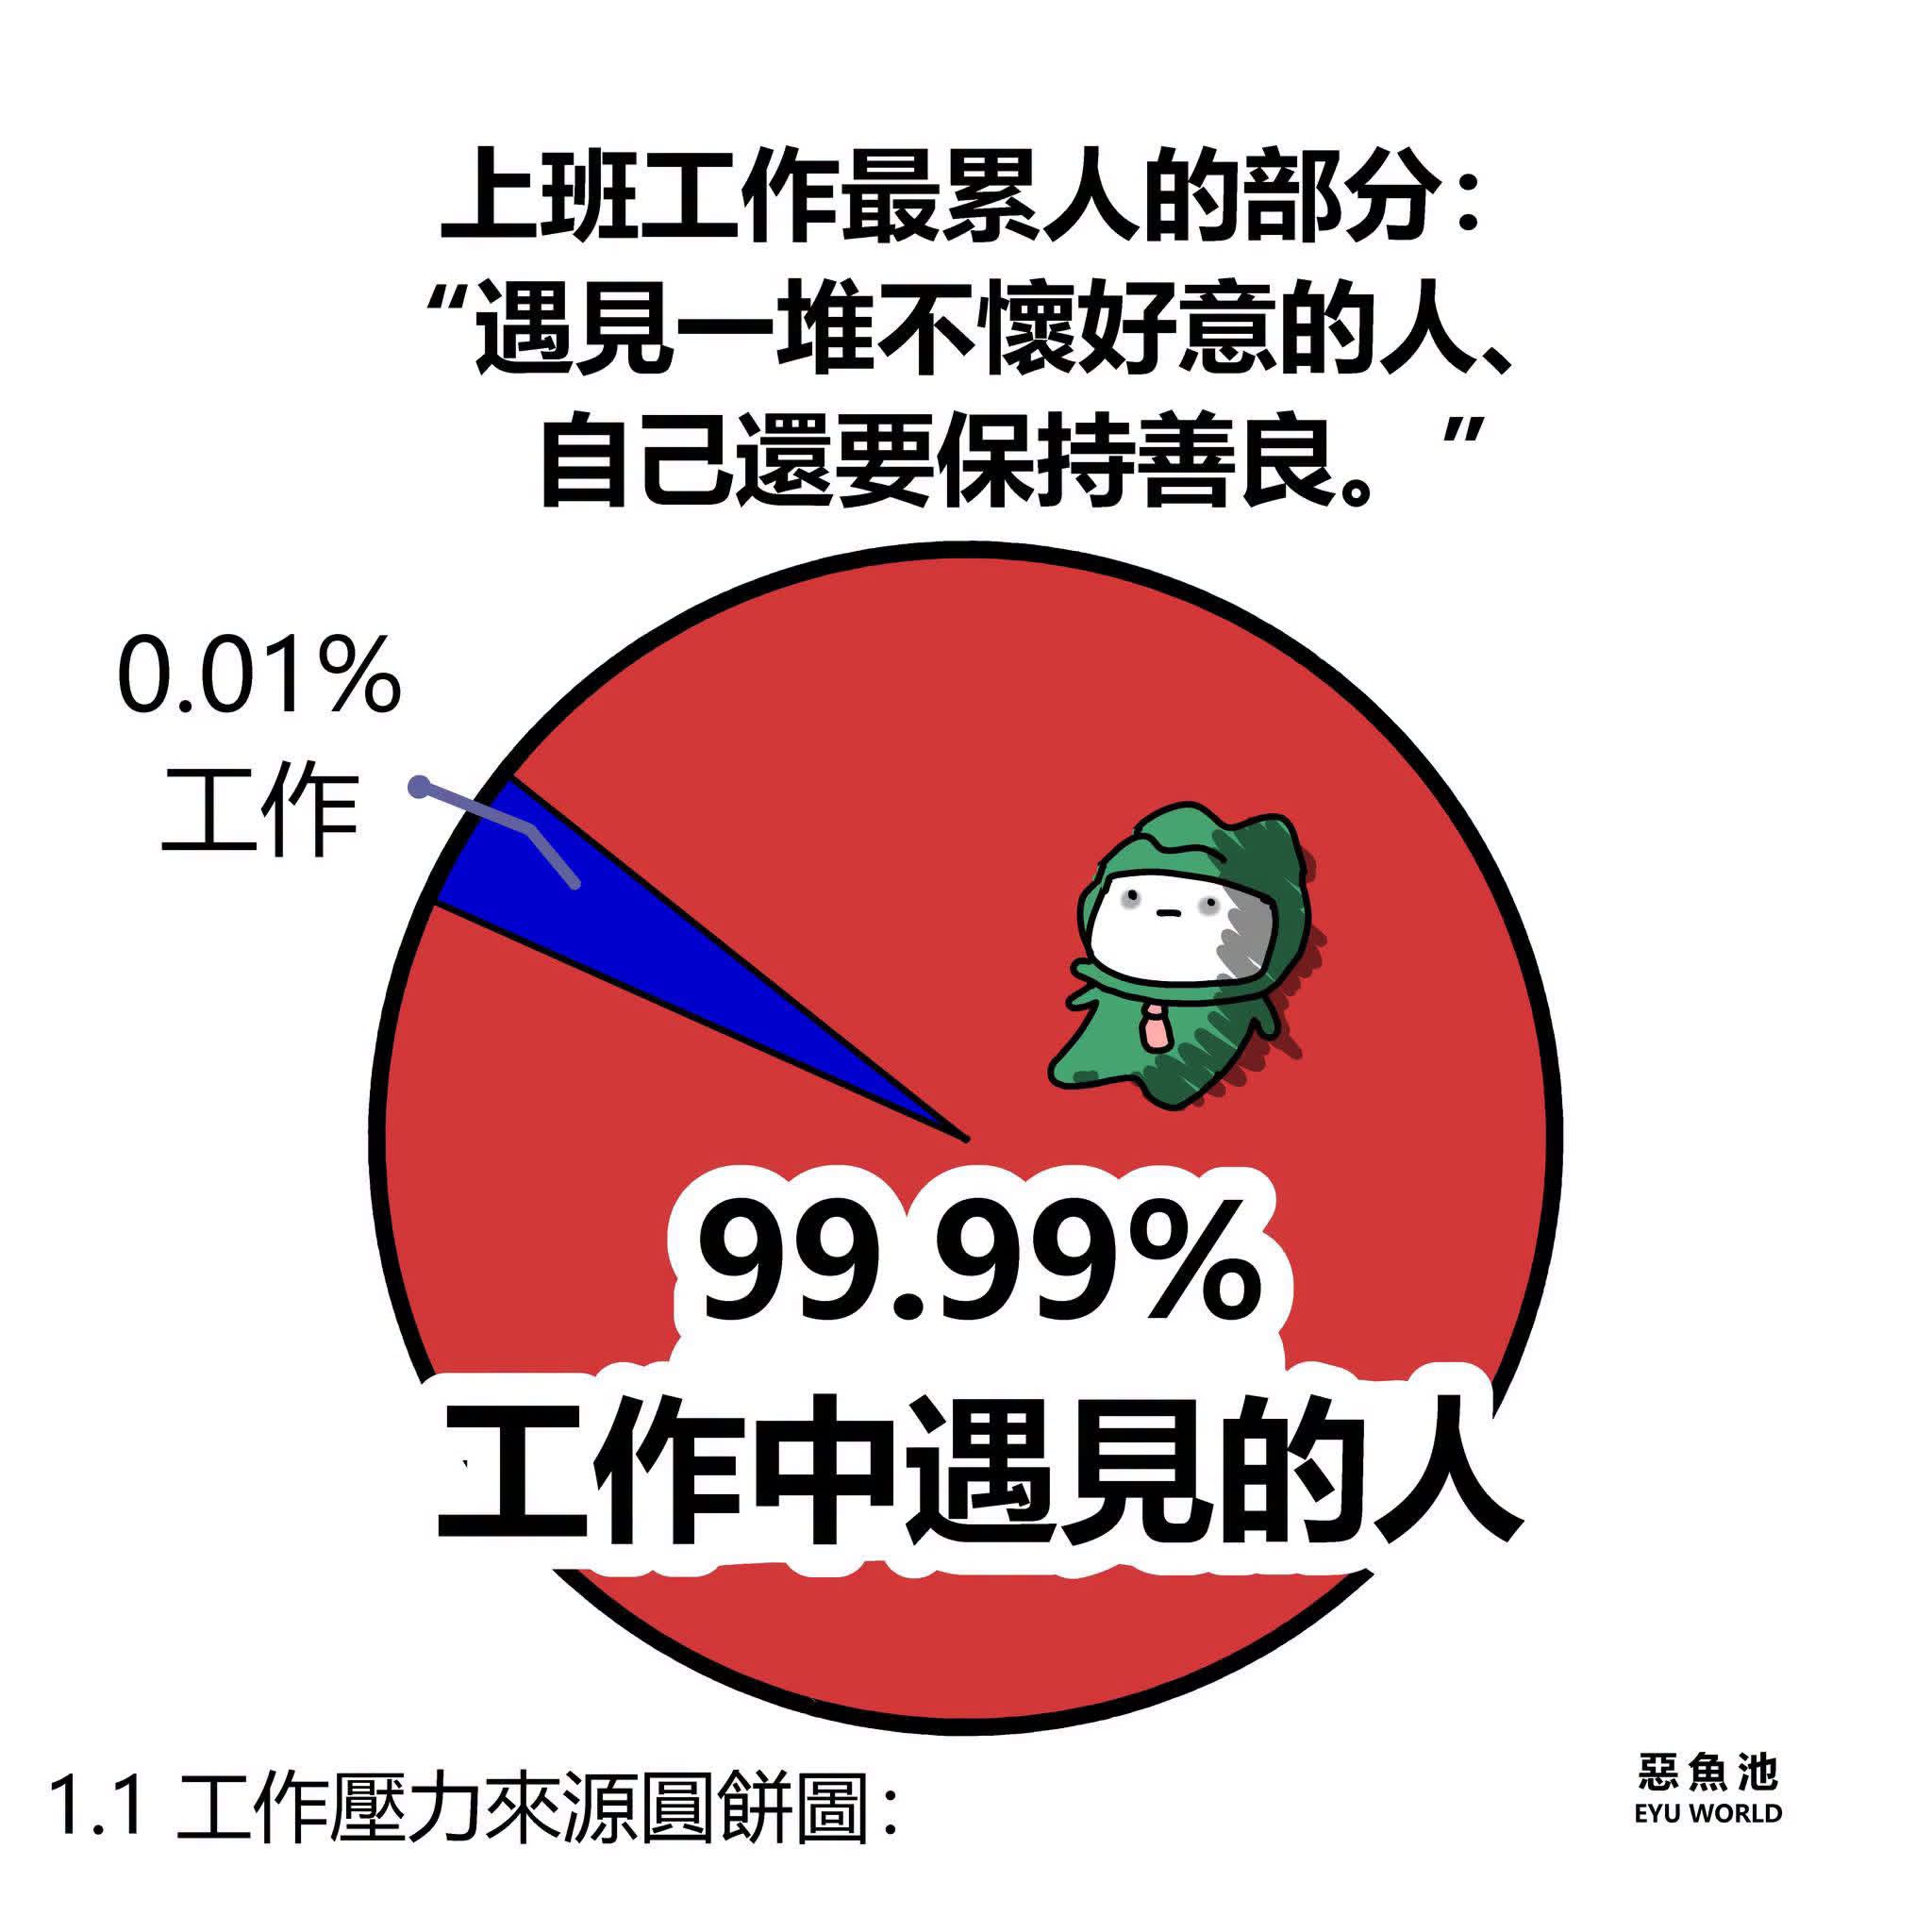 上班工作最累人的部分：
“遇見一堆不懷好意的人、
自己還要保持善良。”
0.01%
工作
99.99%
工作中遇見的人
1.1 工作壓力來源圓餅圖：
惡魚池
EYU WORLD